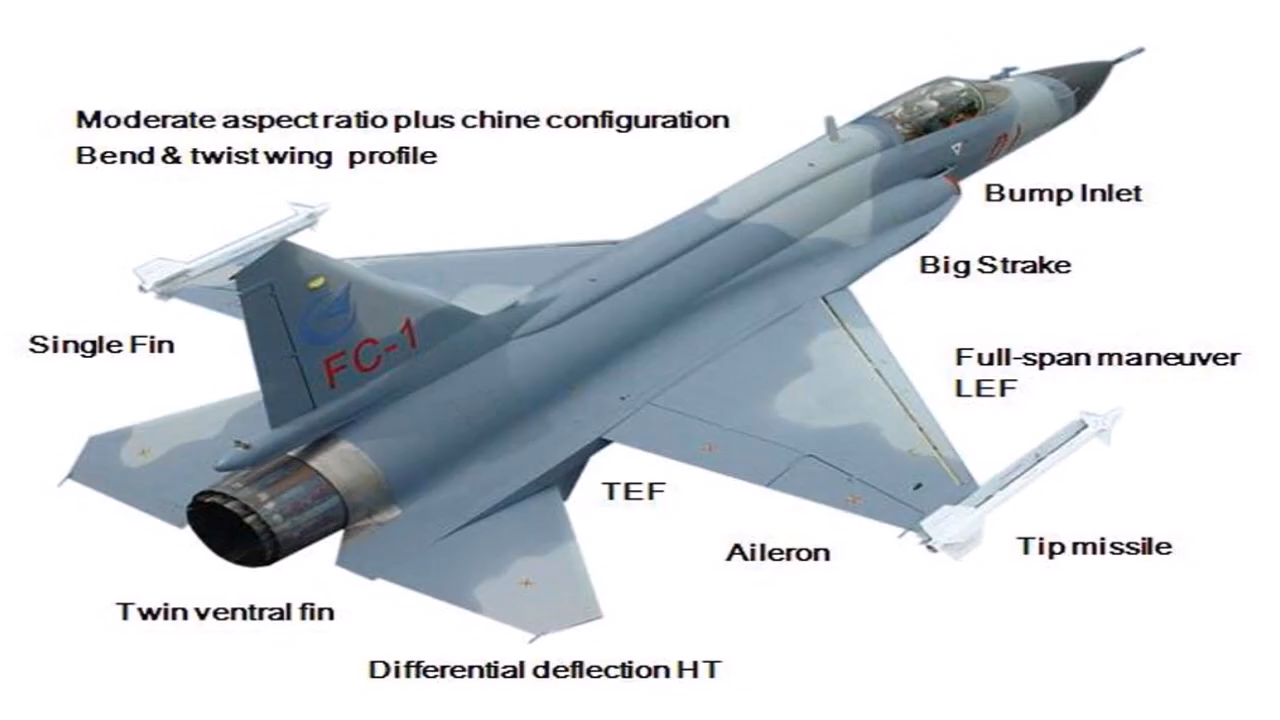 Moderate aspect ratio plus chine configuration
Bend & twist wing profile
01
Bump Inlet
Big Strake
Single Fin
FC-1
Full-span maneuver
LEF
TEF
Aileron
Tip missile
Twin ventral fin
Differential deflection HT